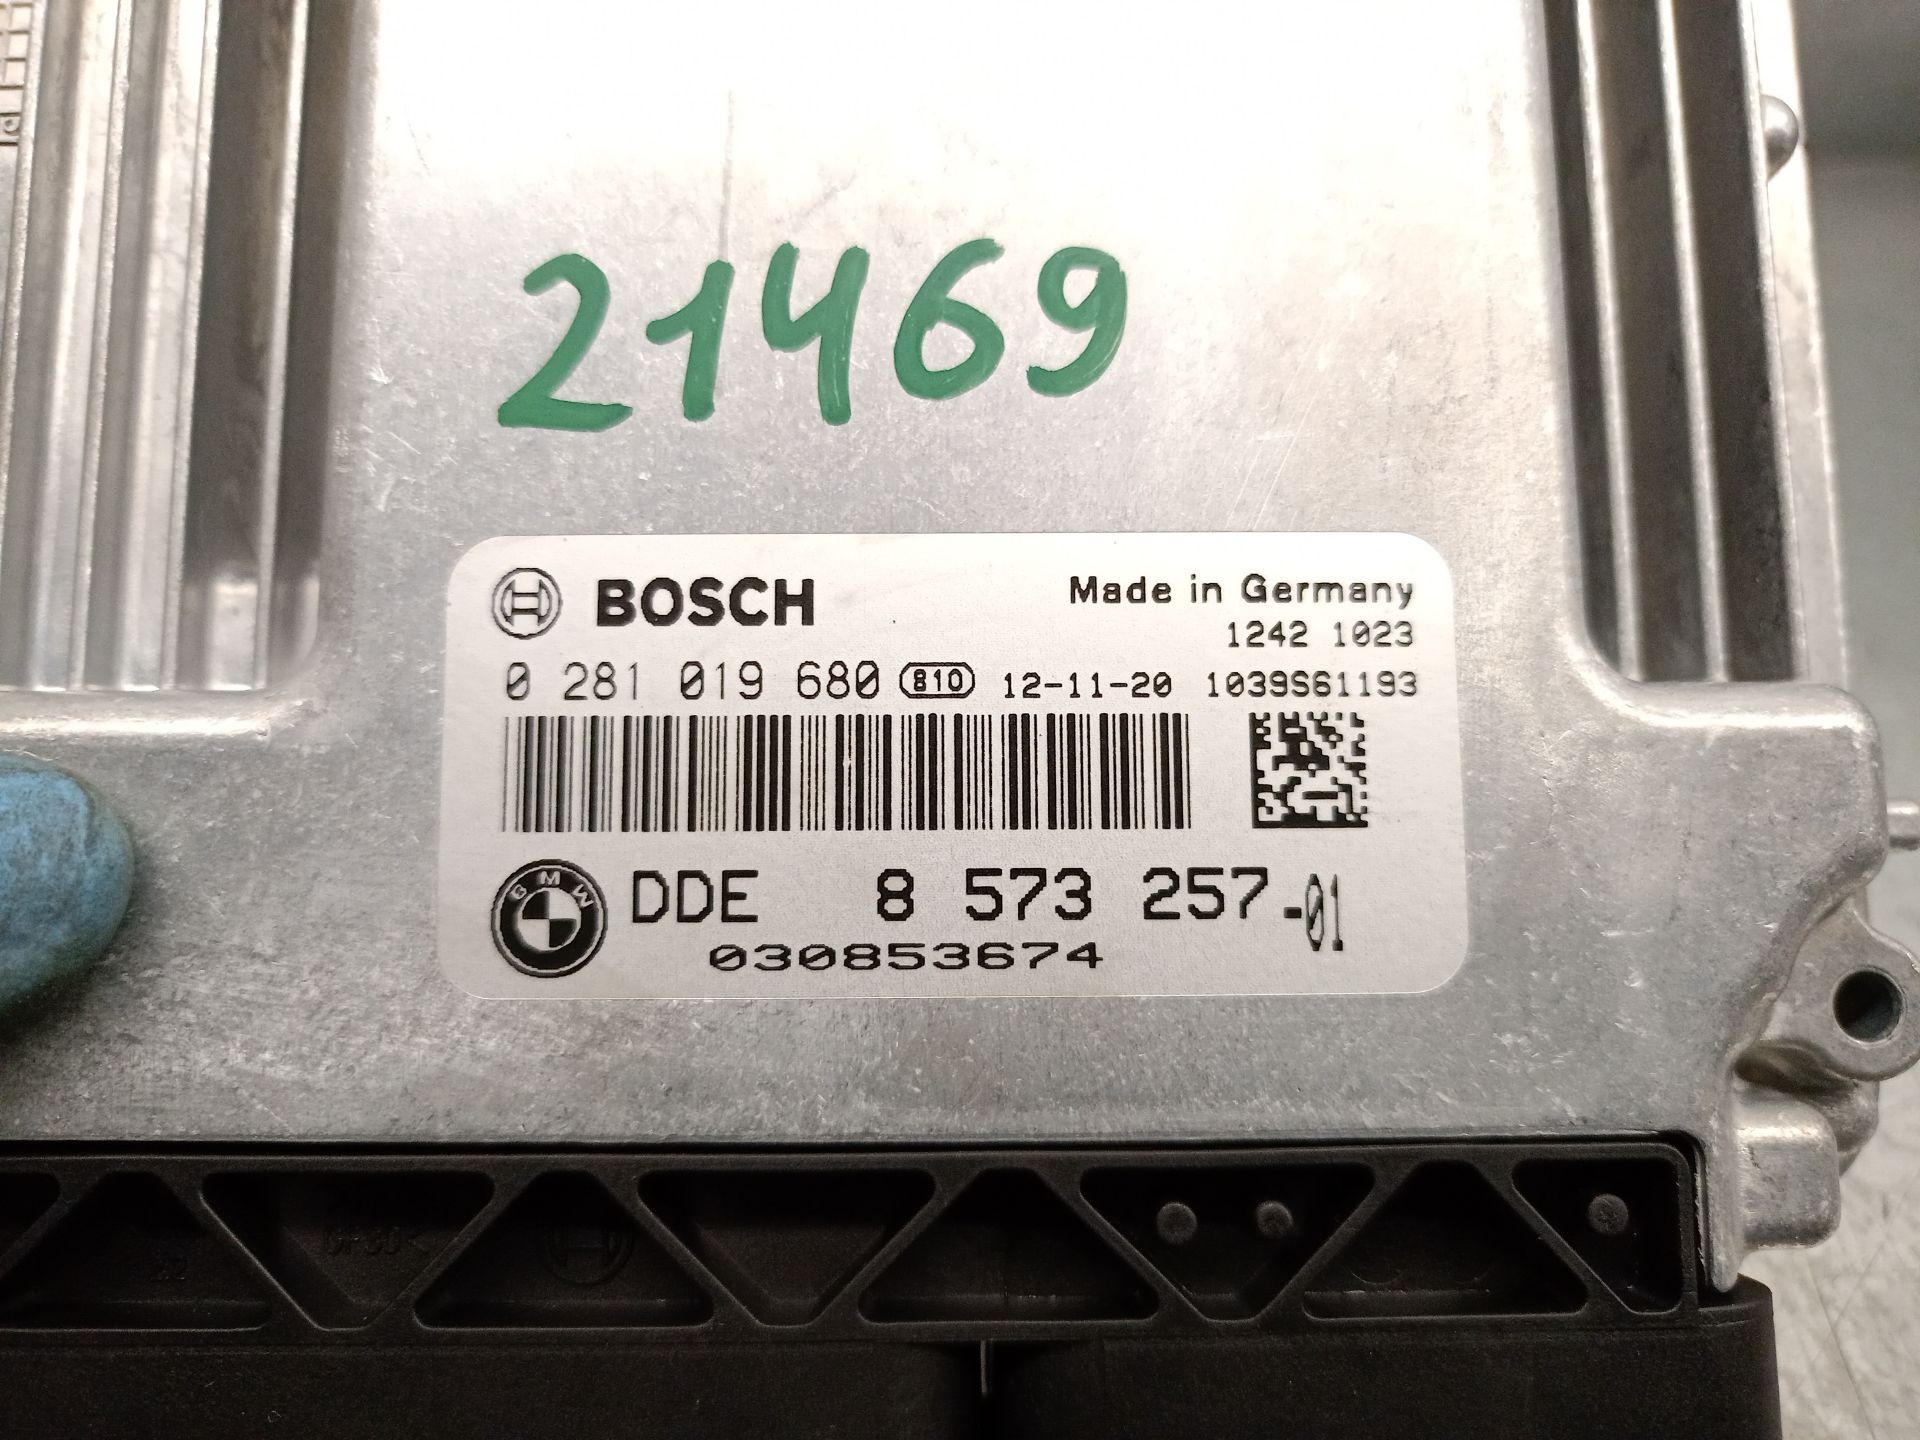 21469
BOSCH
Made in Germany
1242 1023
0 281 019 680 810 12-11-20 1039S61193
BMW DDE 8 573 257-01
030853674